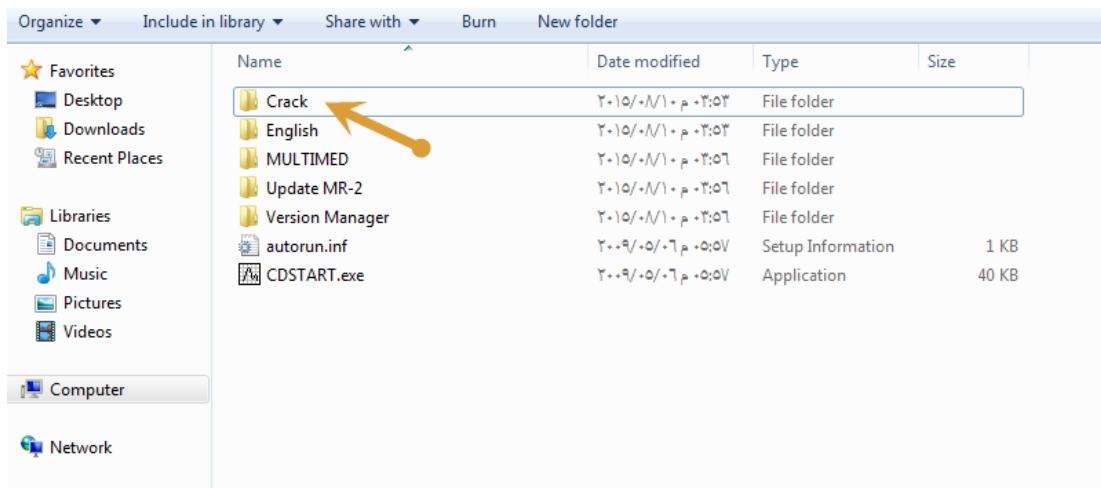 Organize Include in library Share with Burn New folder
Favorites
Desktop
Downloads
Recent Places
Libraries
Documents
Music
Pictures
Videos
Computer
Network
Name Date modified Type Size
Crack ٢٠١٥/٠٨/١٠ م ٠٣:٥٣ File folder
English ٢٠١٥/٠٨/١٠ م ٠٣:٥٣ File folder
MULTIMED ٢٠١٥/٠٨/١٠ م ٠٣:٥٦ File folder
Update MR-2 ٢٠١٥/٠٨/١٠ م ٠٣:٥٦ File folder
Version Manager ٢٠١٥/٠٨/١٠ م ٠٣:٥٦ File folder
autorun.inf ٢٠٠٩/٠٥/٠٦ م ٠٥:٥٧ Setup Information 1 KB
CDSTART.exe ٢٠٠٩/٠٥/٠٦ م ٠٥:٥٧ Application 40 KB